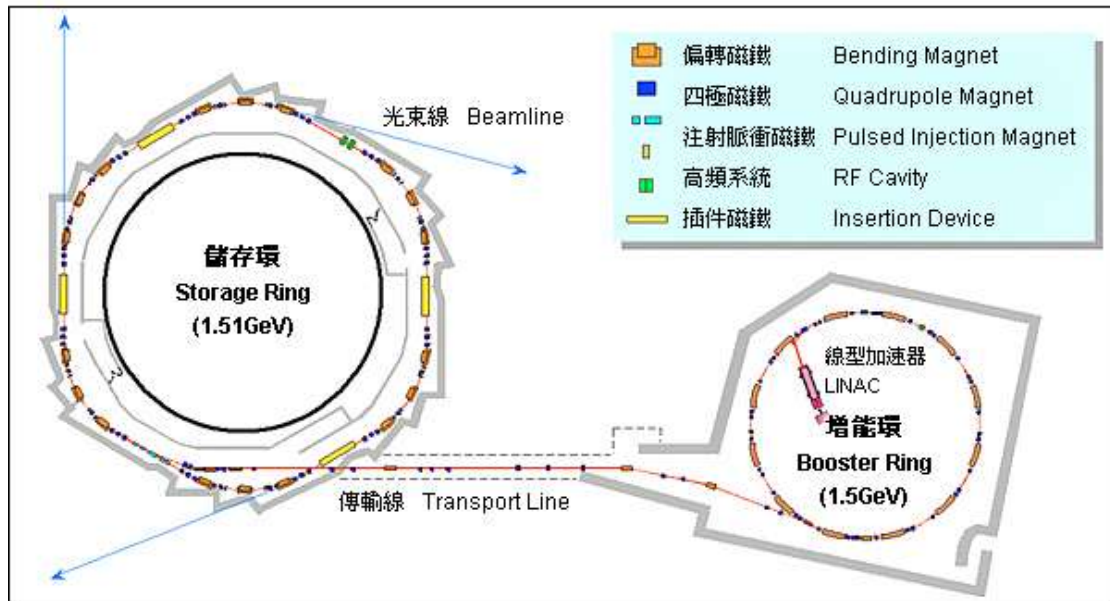 偏轉磁鐵 Bending Magnet
四極磁鐵 Quadrupole Magnet
注射脈衝磁鐵 Pulsed Injection Magnet
高頻系統 RF Cavity
插件磁鐵 Insertion Device
光束線 Beamline
儲存環
Storage Ring
(1.51GeV)
線型加速器
LINAC
增能環
Booster Ring
(1.5GeV)
傳輸線 Transport Line